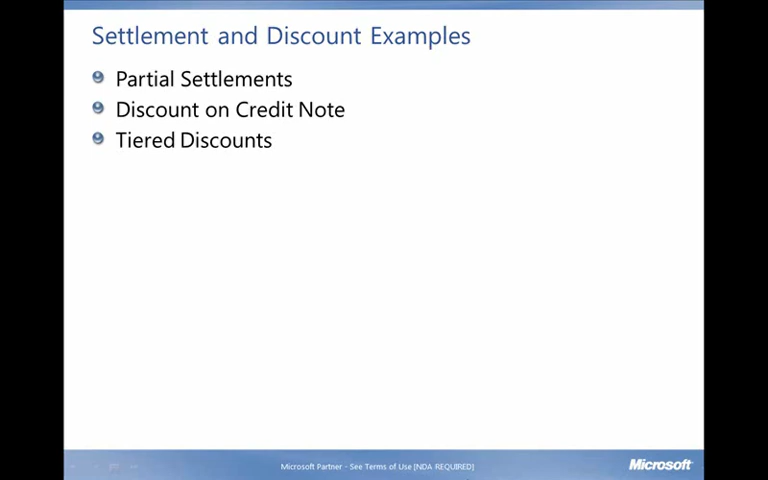 Settlement and Discount Examples
Partial Settlements
Discount on Credit Note
Tiered Discounts
Microsoft Partner - See Terms of Use [NDA REQUIRED]
Microsoft